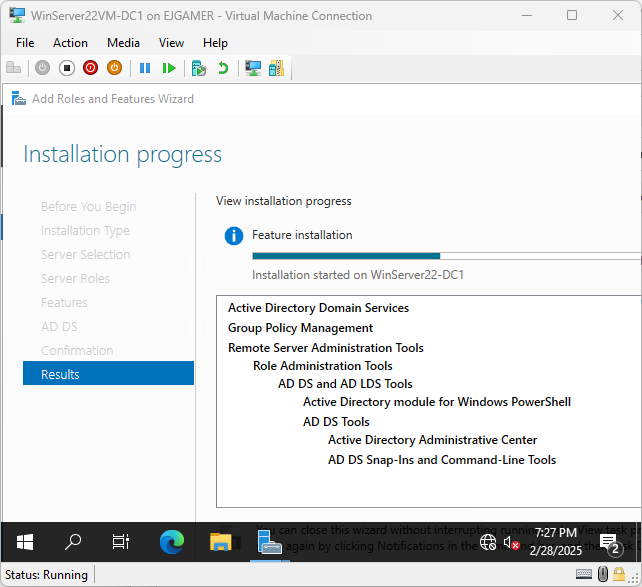 WinServer22VM-DC1 on EJGAMER - Virtual Machine Connection
File Action Media View Help
Add Roles and Features Wizard
Installation progress
Before You Begin
Installation Type
Server Selection
Server Roles
Features
AD DS
Confirmation
Results
View installation progress
Feature installation
Installation started on WinServer22-DC1
Active Directory Domain Services
Group Policy Management
Remote Server Administration Tools
Role Administration Tools
AD DS and AD LDS Tools
Active Directory module for Windows PowerShell
AD DS Tools
Active Directory Administrative Center
AD DS Snap-Ins and Command-Line Tools
You can close this wizard without interrupting running View task
again by clicking Notifications in the
7:27 PM
2/28/2025
2
Status: Running